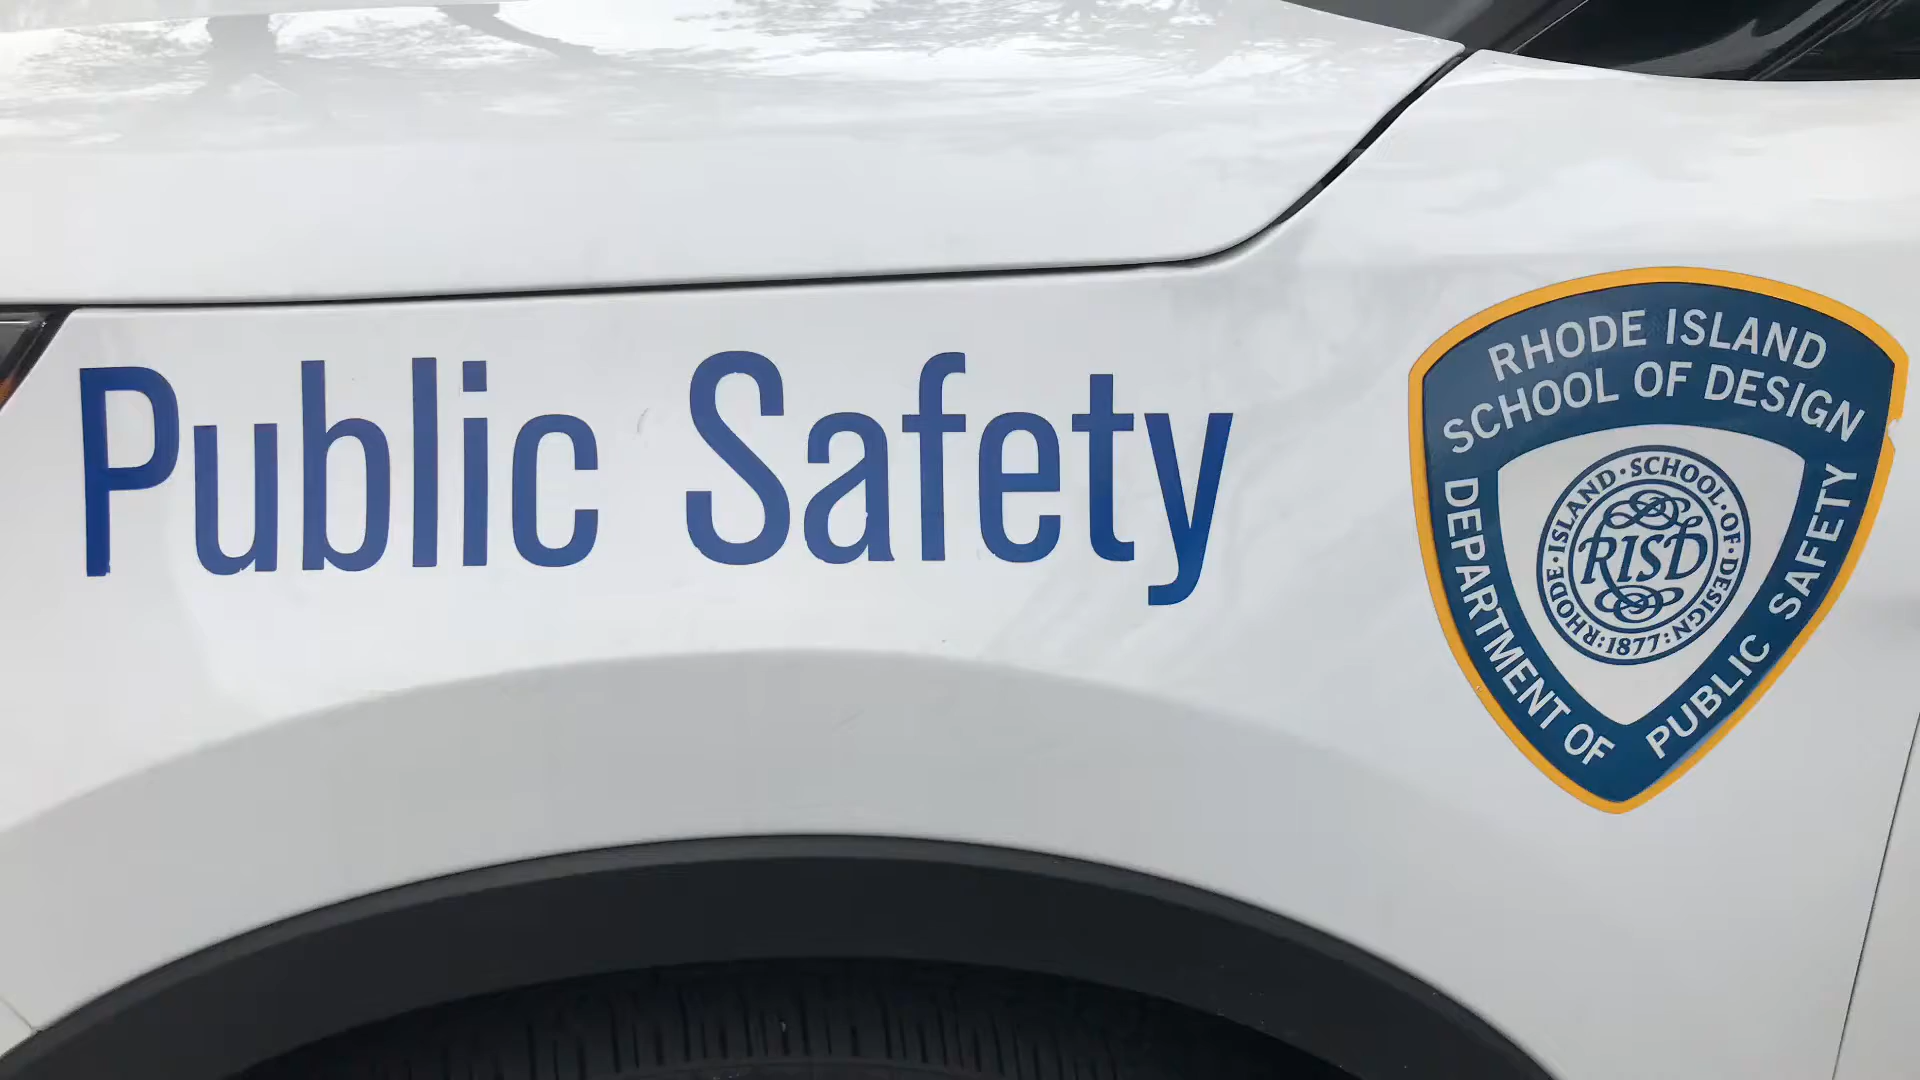 Public Safety
RHODE ISLAND
SCHOOL OF DESIGN
DEPARTMENT OF PUBLIC SAFETY
RHODE·ISLAND·SCHOOL·OF·DESIGN
RISD
:1877: